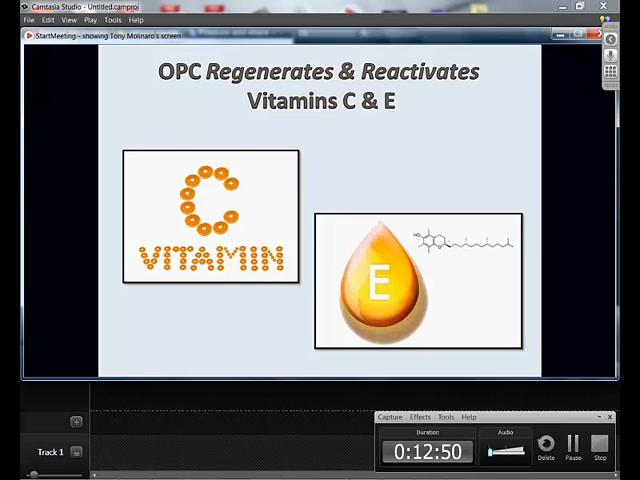 Camtasia Studio - Untitled.camproj
File Edit View Play Tools Help
StartMeeting - showing Tony Molinaro's screen
OPC Regenerates & Reactivates
Vitamins C & E
C
VITAMIN
E
HO
O
Capture Effects Tools Help
Duration
Audio
0:12:50
Delete Pause Stop
Track 1